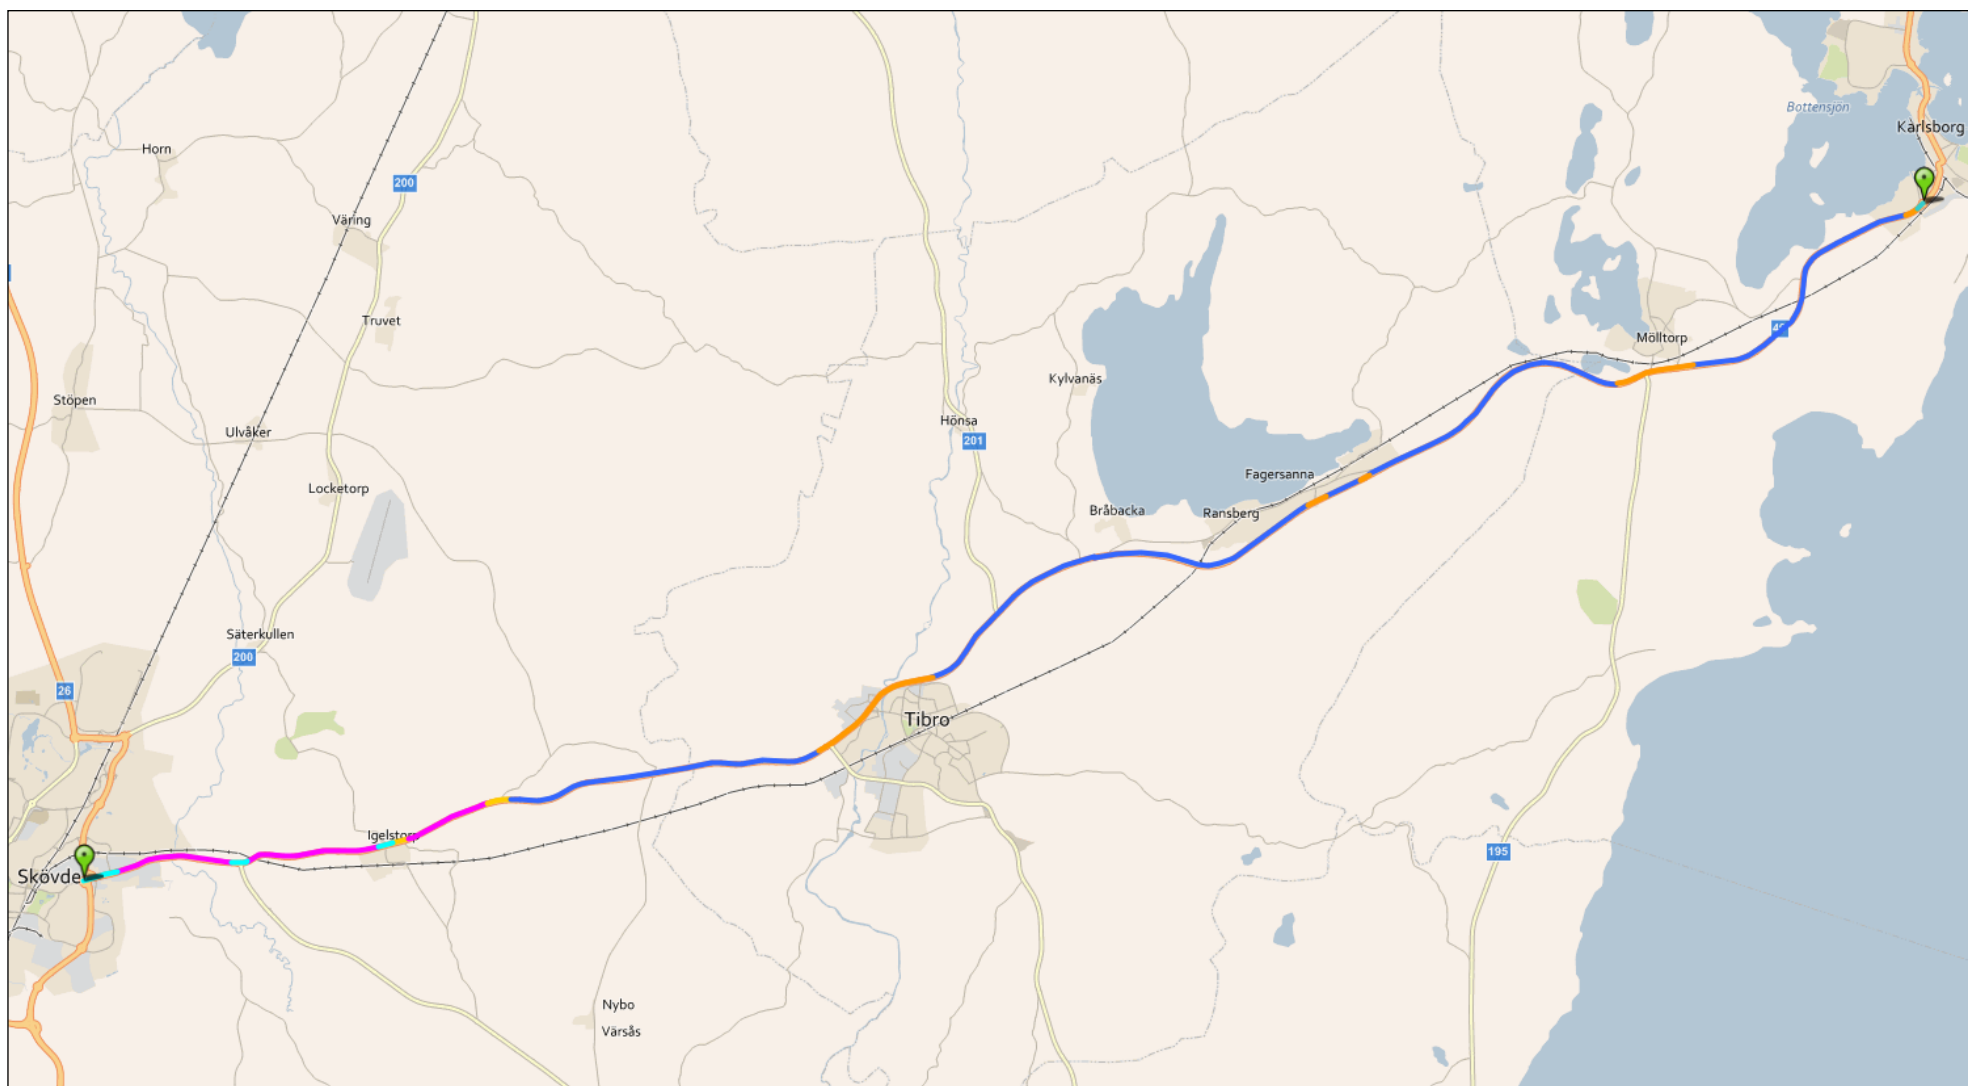 Bottensjön
Karlsborg
Horn
200
Väring
Truvet
Mölltorp
Kylvanäs
Stöpen
Hönsa
Ulvåker
201
Fagersanna
Locketorp
Bråbacka
Ransberg
Säterkullen
200
26
Tibro
Igelstorp
195
Skövde
Nybo
Värsås